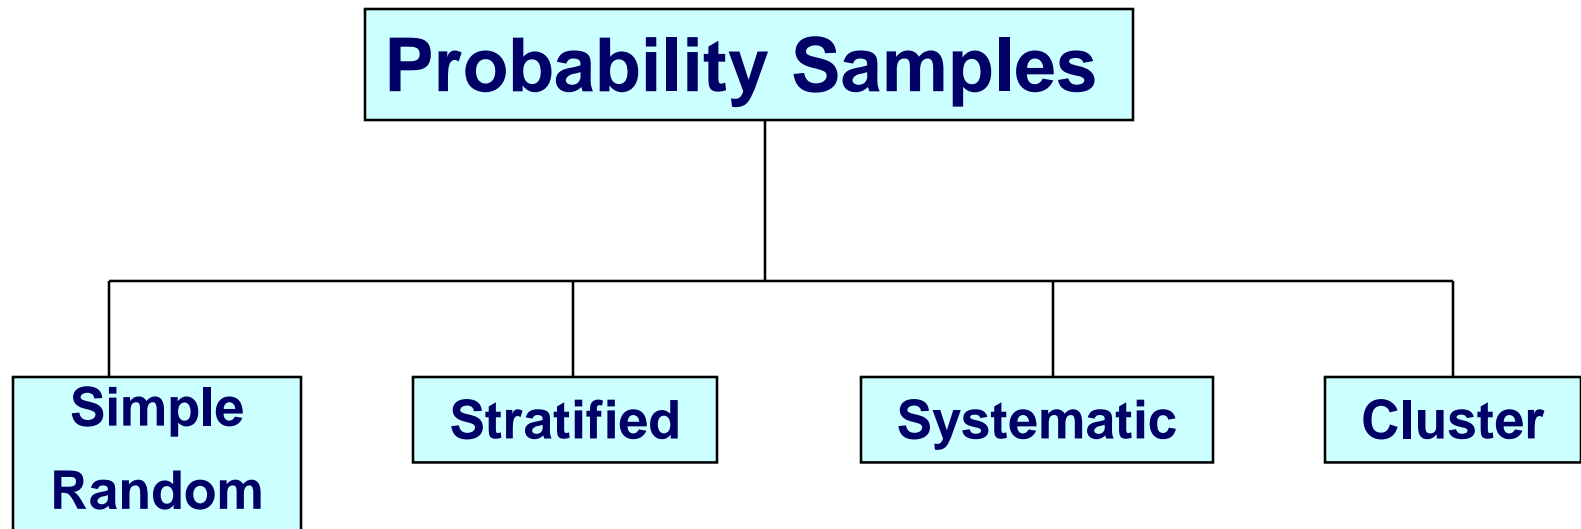 Probability Samples
Simple
Random
Stratified
Systematic
Cluster